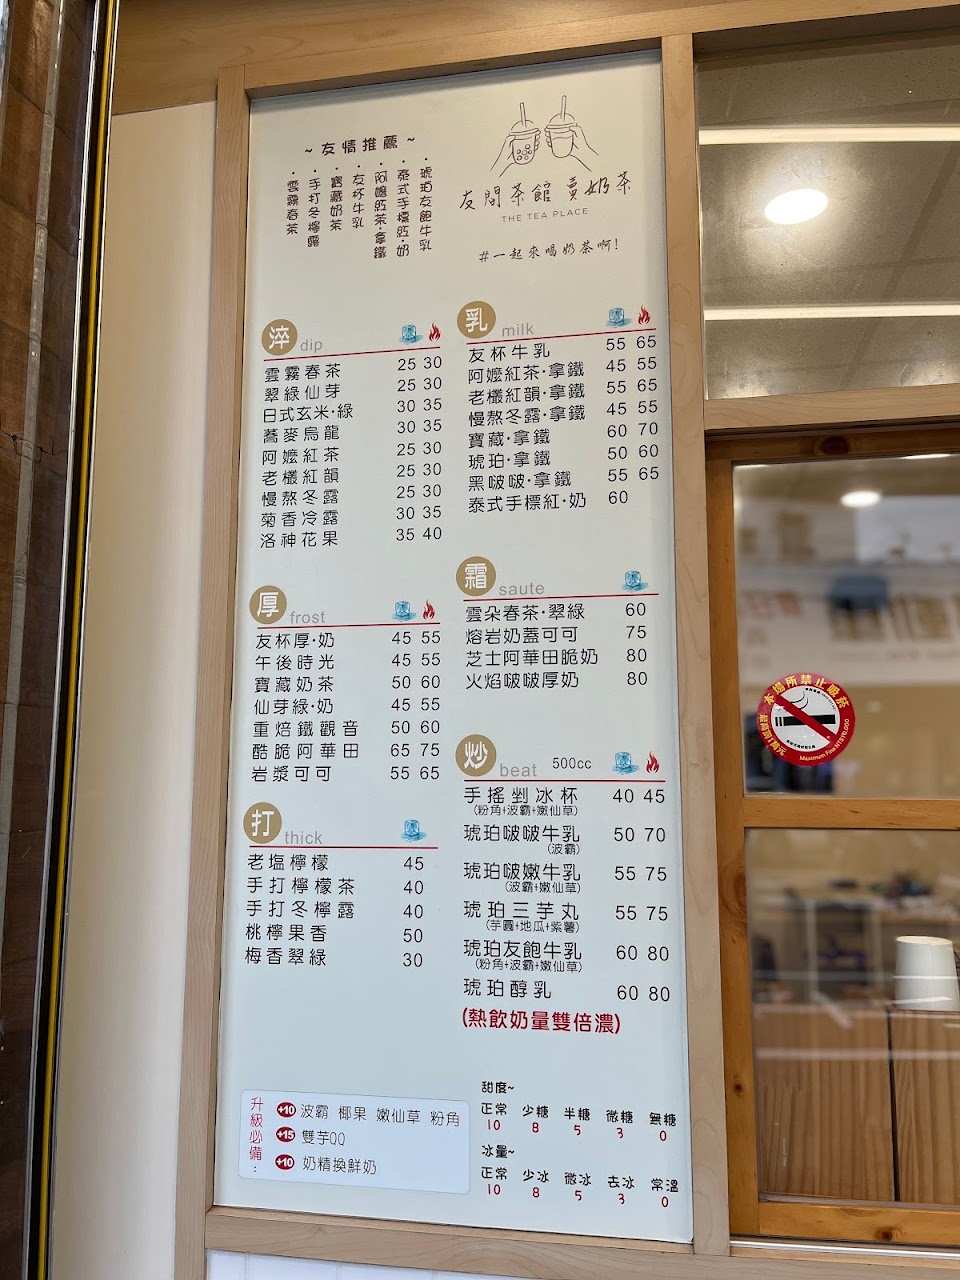 ~友情推薦~
・琥珀友飽牛乳
・泰式手標紅・奶
・阿嬤紅茶・拿鐵
・友杯牛乳
・寶藏奶茶
・手打冬檸露
・雲霧春茶
友問茶館賣奶茶
THE TEA PLACE
#一起來喝奶茶啊!
淬 dip
雲霧春茶 25 30
翠綠仙芽 25 30
日式玄米・綠 30 35
蕎麥烏龍 30 35
阿嬤紅茶 25 30
老欉紅韻 25 30
慢熬冬露 25 30
菊香冷露 30 35
洛神花果 35 40
厚 frost
友杯厚・奶 45 55
午後時光 45 55
寶藏奶茶 50 60
仙芽綠・奶 45 55
重焙鐵觀音 50 60
酷脆阿華田 65 75
岩漿可可 55 65
打 thick
老塩檸檬 45
手打檸檬茶 40
手打冬檸露 40
桃檸果香 50
梅香翠綠 30
乳 milk
友杯牛乳 55 65
阿嬤紅茶・拿鐵 45 55
老欉紅韻・拿鐵 55 65
慢熬冬露・拿鐵 45 55
寶藏・拿鐵 60 70
琥珀・拿鐵 50 60
黑啵啵・拿鐵 55 65
泰式手標紅・奶 60
霜 saute
雲朵春茶・翠綠 60
熔岩奶蓋可可 75
芝士阿華田脆奶 80
火焰啵啵厚奶 80
炒 beat 500cc
手搖剉冰杯 40 45
(粉角+波霸+嫩仙草)
琥珀啵啵牛乳 50 70
(波霸)
琥珀啵嫩牛乳 55 75
(波霸+嫩仙草)
琥珀三芋丸 55 75
(芋圓+地瓜+紫薯)
琥珀友飽牛乳 60 80
(粉角+波霸+嫩仙草)
琥珀醇乳 60 80
(熱飲奶量雙倍濃)
升級必備:
+10 波霸 椰果 嫩仙草 粉角
+15 雙芋QQ
+10 奶精換鮮奶
甜度~
正常 少糖 半糖 微糖 無糖
10 8 5 3 0
冰量~
正常 少冰 微冰 去冰 常溫
10 8 5 3 0
本場所禁止吸菸
最高罰1萬元
Maximum Fine NT$10,000